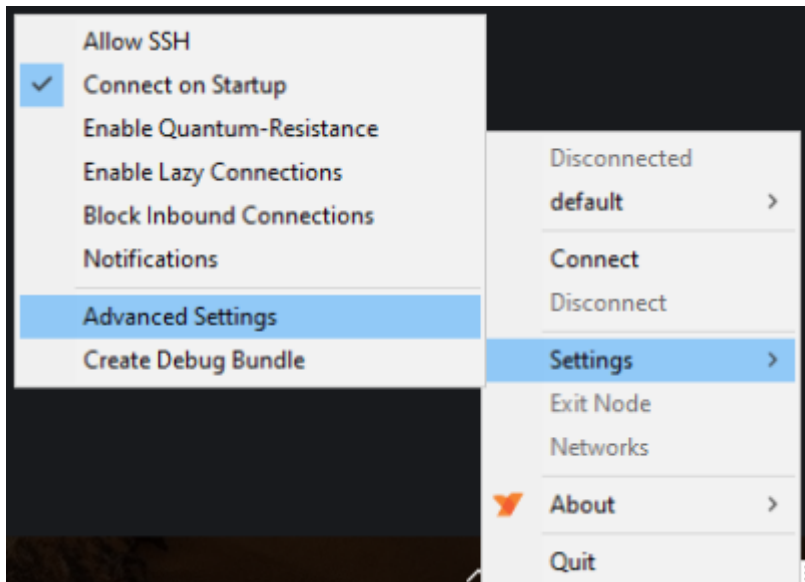 Allow SSH
Connect on Startup
Enable Quantum-Resistance
Enable Lazy Connections
Block Inbound Connections
Notifications
Advanced Settings
Create Debug Bundle
Disconnected
default
Connect
Disconnect
Settings
Exit Node
Networks
About
Quit